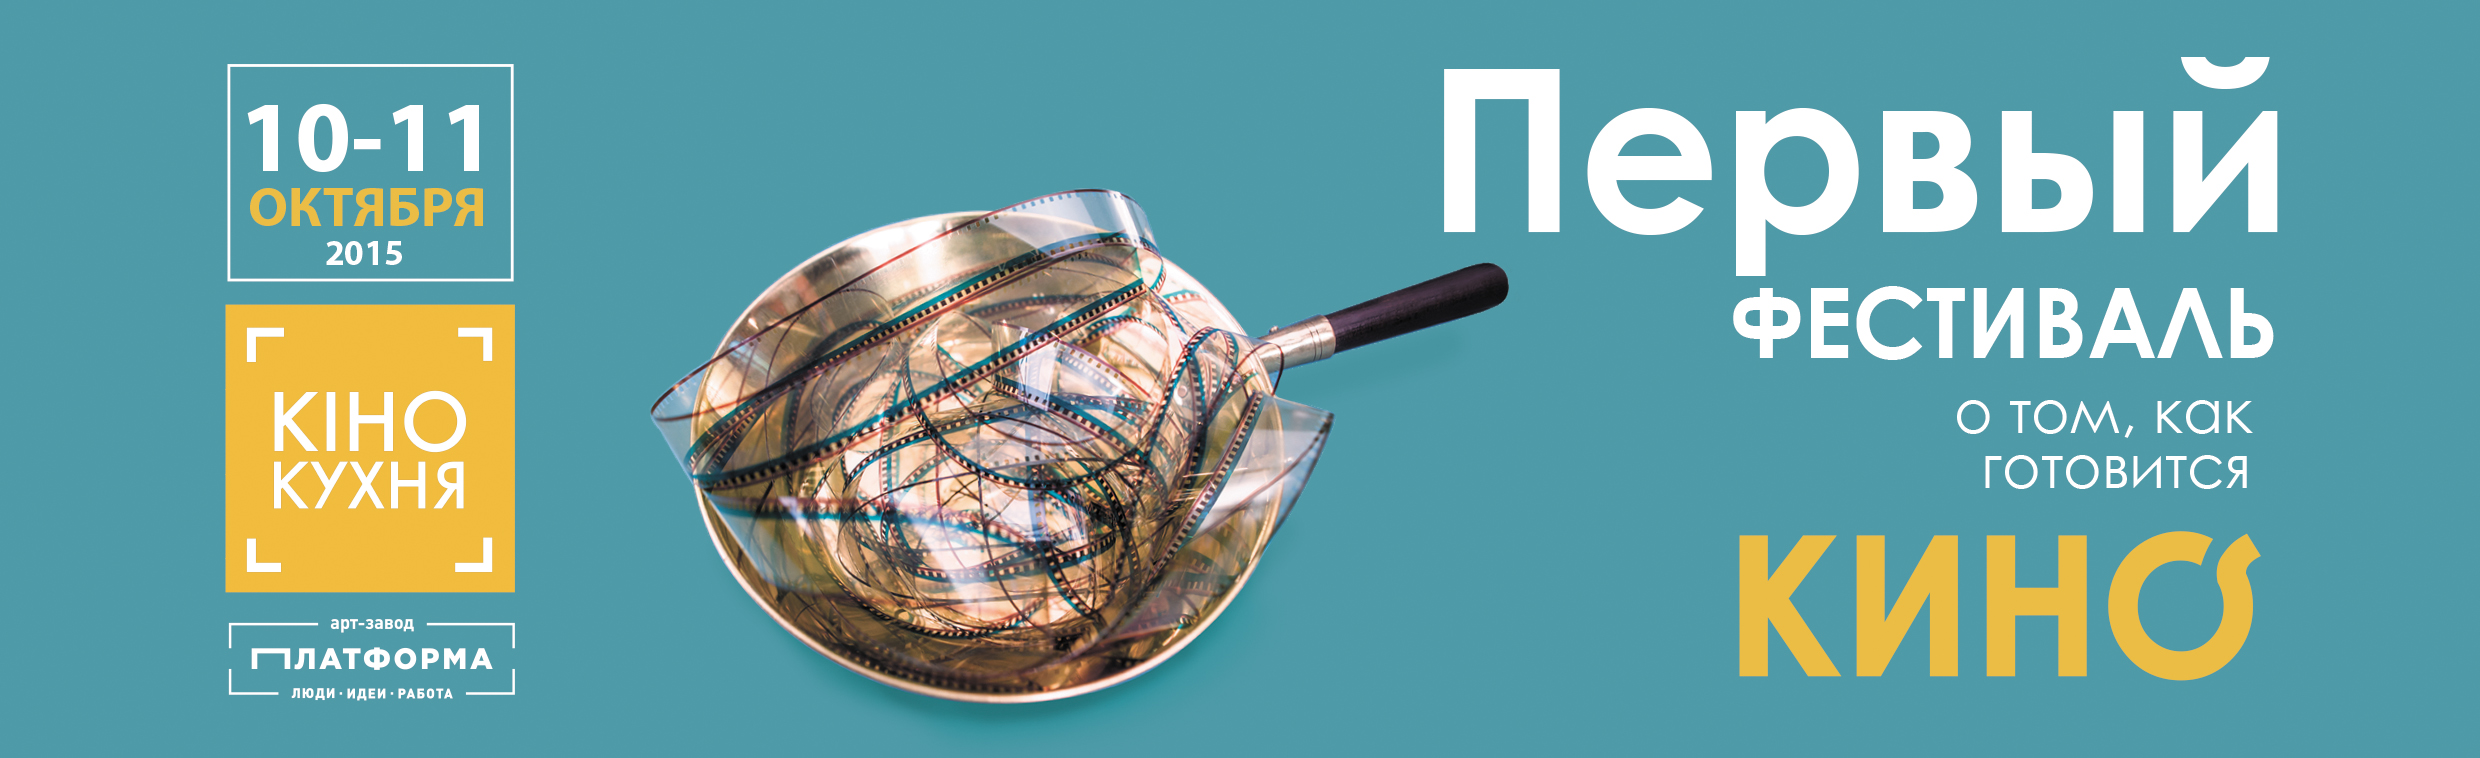 10-11
ОКТЯБРЯ
2015
КІНО
КУХНЯ
арт-завод
ПЛАТФОРМА
ЛЮДИ · ИДЕИ · РАБОТА
Первый
ФЕСТИВАЛЬ
о том, как
готовится
КИНО